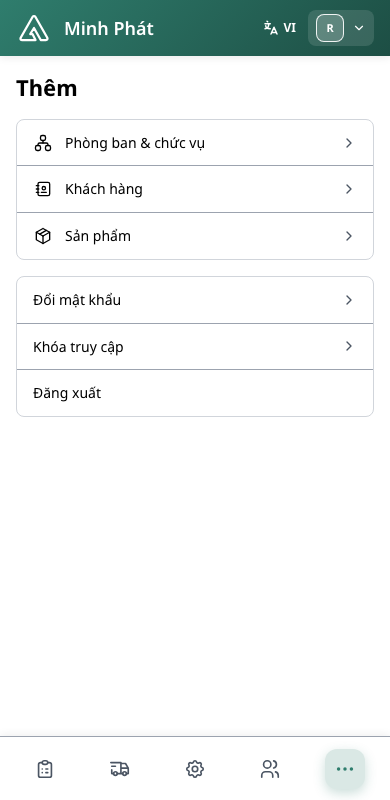 Minh Phát
VI
R
Thêm
Phòng ban & chức vụ
Khách hàng
Sản phẩm
Đổi mật khẩu
Khóa truy cập
Đăng xuất